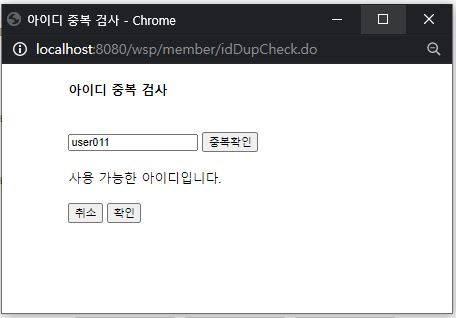 아이디 중복 검사 - Chrome
localhost:8080/wsp/member/idDupCheck.do
아이디 중복 검사
user011 중복확인
사용 가능한 아이디입니다.
취소 확인